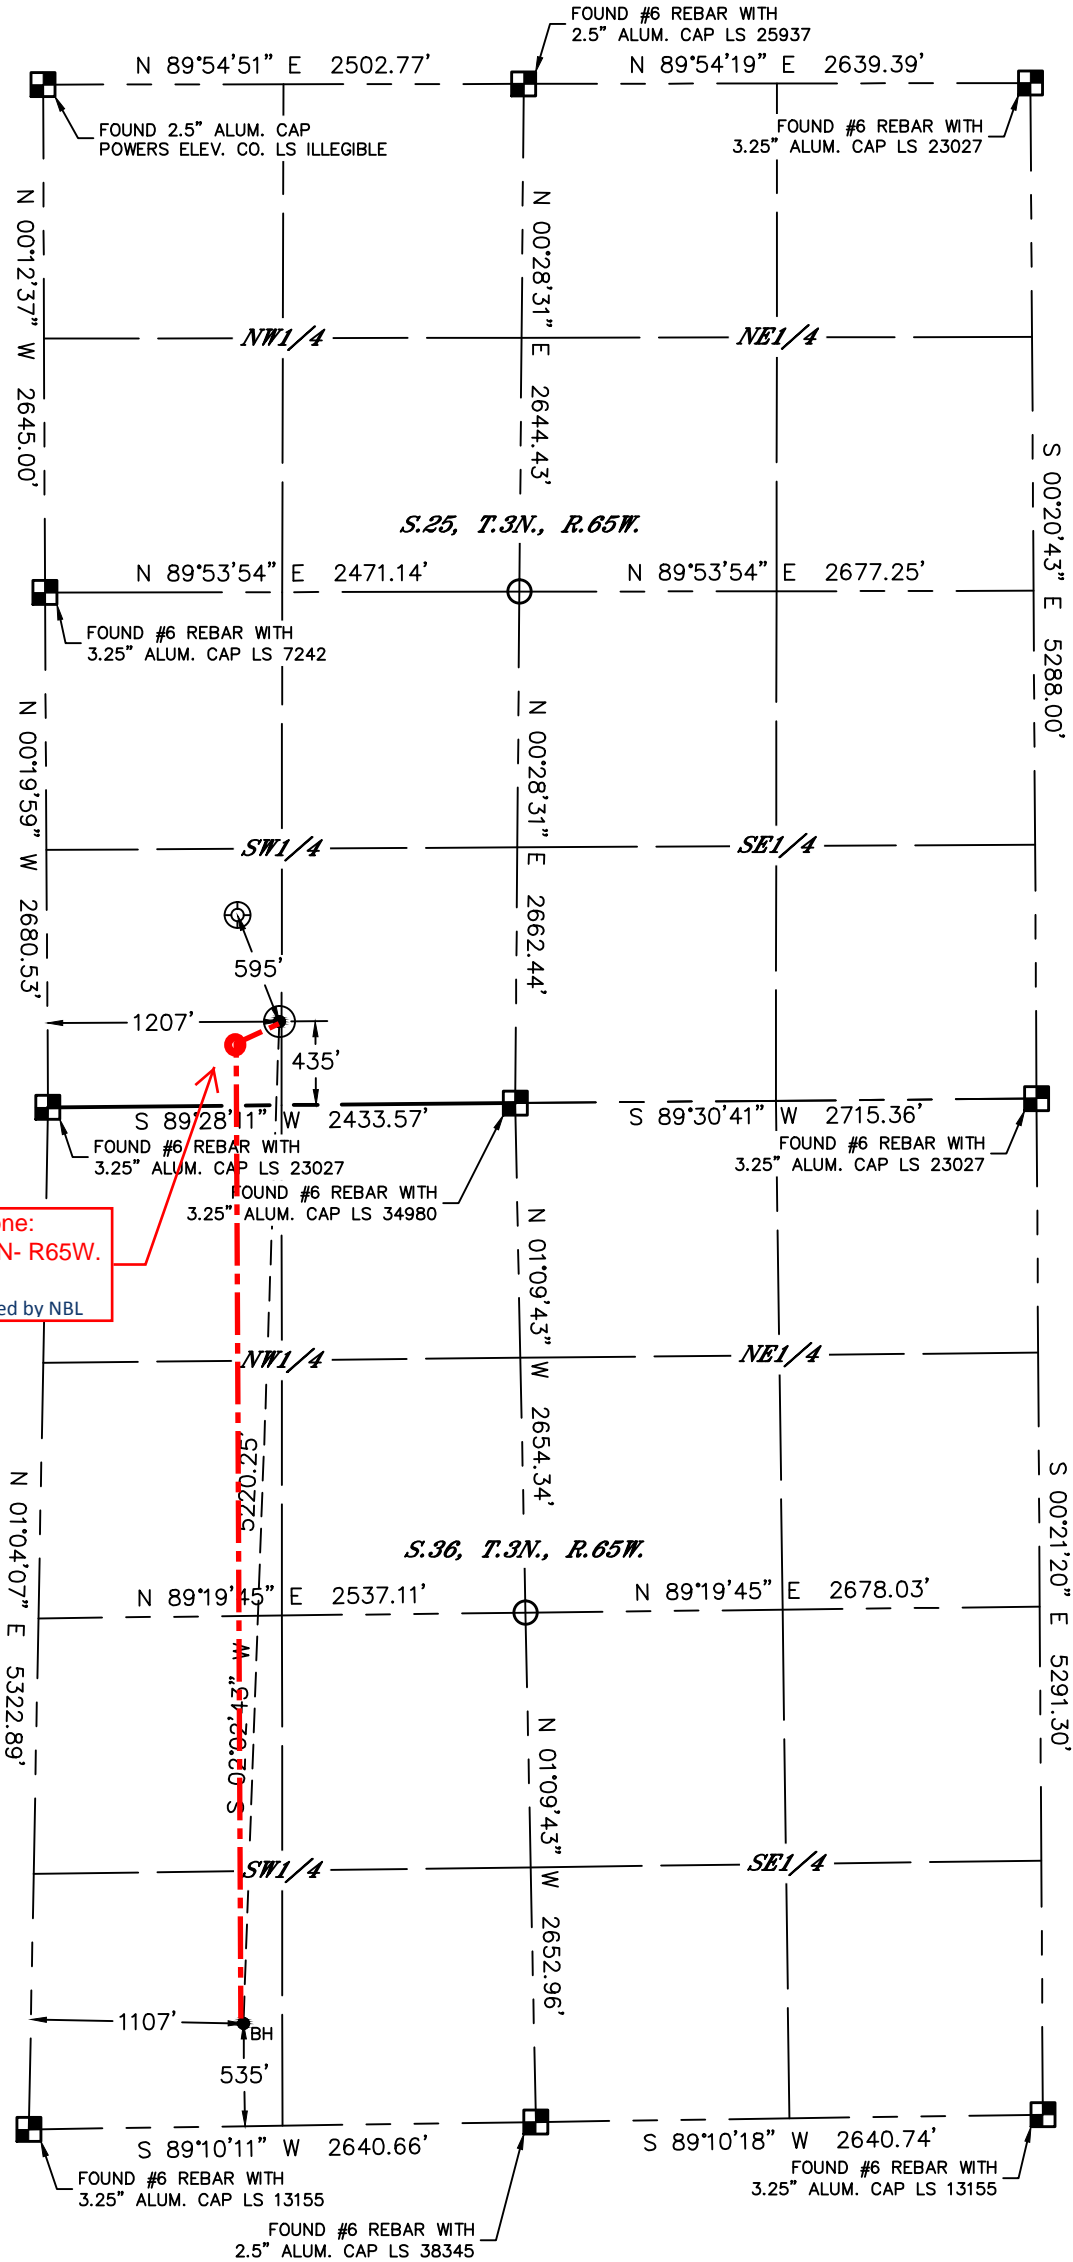 FOUND #6 REBAR WITH
2.5" ALUM. CAP LS 25937
N 89°54'51" E 2502.77'
N 89°54'19" E 2639.39'
FOUND 2.5" ALUM. CAP
POWERS ELEV. CO. LS ILLEGIBLE
FOUND #6 REBAR WITH
3.25" ALUM. CAP LS 23027
N 00°12'37" W 2645.00'
N 00°28'31" E 2644.43'
S 00°20'43" E 5288.00'
NW1/4
NE1/4
S.25, T.3N., R.65W.
N 89°53'54" E 2471.14'
N 89°53'54" E 2677.25'
FOUND #6 REBAR WITH
3.25" ALUM. CAP LS 7242
N 00°19'59" W 2680.53'
N 00°28'31" E 2662.44'
SW1/4
SE1/4
595'
1207'
435'
S 89°28'11" W 2433.57'
S 89°30'41" W 2715.36'
FOUND #6 REBAR WITH
3.25" ALUM. CAP LS 23027
FOUND #6 REBAR WITH
3.25" ALUM. CAP LS 23027
FOUND #6 REBAR WITH
3.25" ALUM. CAP LS 34980
one:
N- R65W.
ed by NBL
N 01°09'43" W 2654.34'
NW1/4
NE1/4
N 01°04'07" E 5322.89'
S 02°02'43" W 5220.25'
S 00°21'20" E 5291.30'
S.36, T.3N., R.65W.
N 89°19'45" E 2537.11'
N 89°19'45" E 2678.03'
N 01°09'43" W 2652.96'
SW1/4
SE1/4
1107'
BH
535'
S 89°10'11" W 2640.66'
S 89°10'18" W 2640.74'
FOUND #6 REBAR WITH
3.25" ALUM. CAP LS 13155
FOUND #6 REBAR WITH
3.25" ALUM. CAP LS 13155
FOUND #6 REBAR WITH
2.5" ALUM. CAP LS 38345